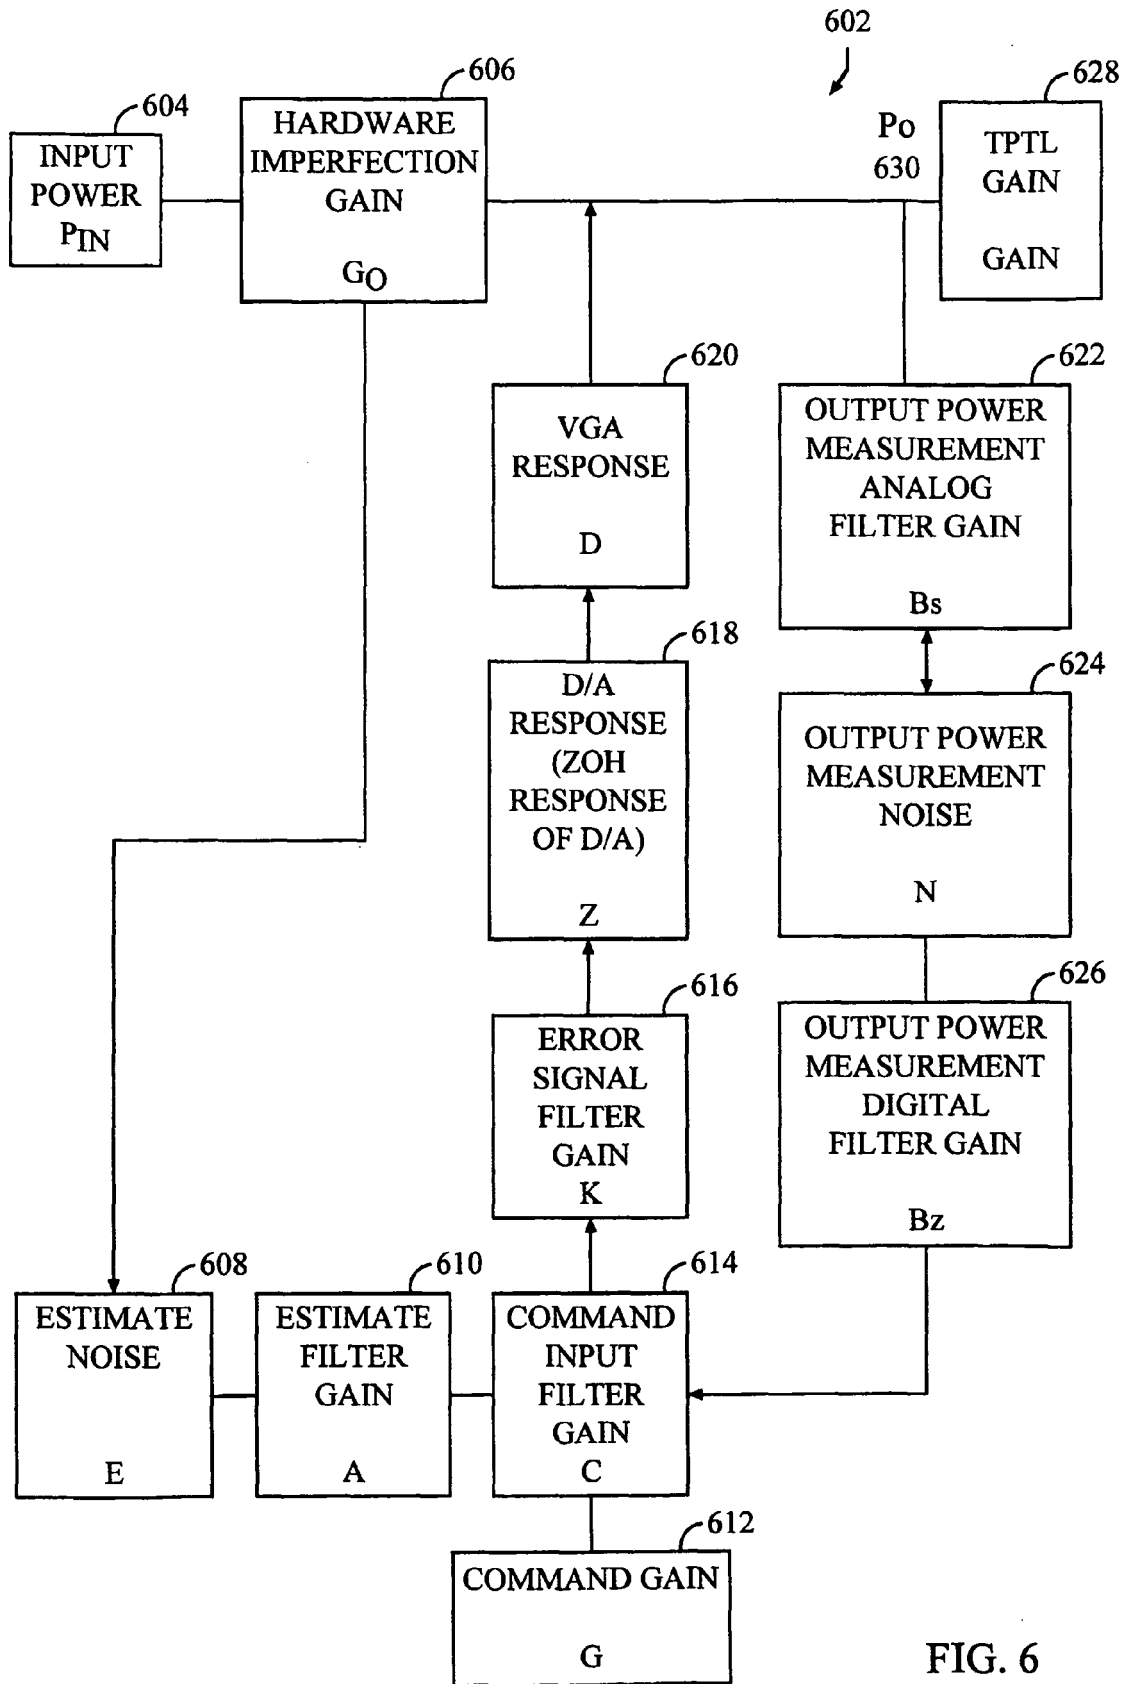 602
604
INPUT
POWER
PIN
606
HARDWARE
IMPERFECTION
GAIN
GO
Po
630
628
TPTL
GAIN
GAIN
620
VGA
RESPONSE
D
622
OUTPUT POWER
MEASUREMENT
ANALOG
FILTER GAIN
Bs
618
D/A
RESPONSE
(ZOH
RESPONSE
OF D/A)
Z
624
OUTPUT POWER
MEASUREMENT
NOISE
N
616
ERROR
SIGNAL
FILTER
GAIN
K
626
OUTPUT POWER
MEASUREMENT
DIGITAL
FILTER GAIN
Bz
608
ESTIMATE
NOISE
E
610
ESTIMATE
FILTER
GAIN
A
614
COMMAND
INPUT
FILTER
GAIN
C
612
COMMAND GAIN
G
FIG. 6